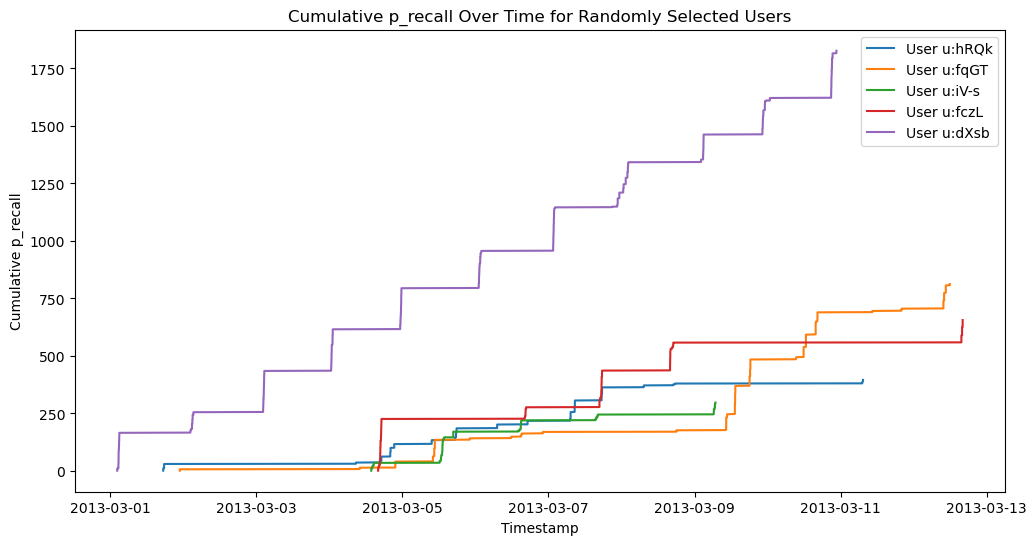 Cumulative p_recall Over Time for Randomly Selected Users
Cumulative p_recall
1750
1500
1250
1000
750
500
250
0
User u:hRQk
User u:fqGT
User u:iV-s
User u:fczL
User u:dXsb
2013-03-01
2013-03-03
2013-03-05
2013-03-07
2013-03-09
2013-03-11
2013-03-13
Timestamp